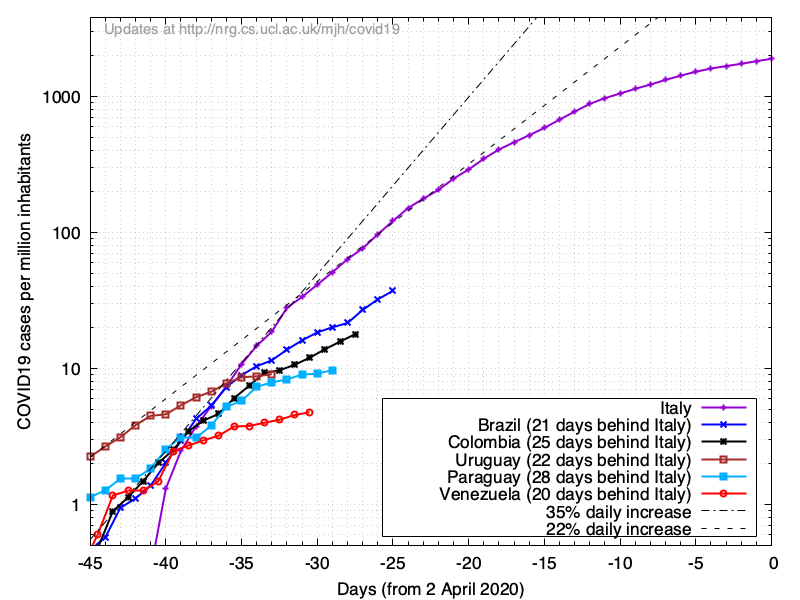 Updates at http://nrg.cs.ucl.ac.uk/mjh/covid19
COVID19 cases per million inhabitants
1000
100
10
1
Italy
Brazil (21 days behind Italy)
Colombia (25 days behind Italy)
Uruguay (22 days behind Italy)
Paraguay (28 days behind Italy)
Venezuela (20 days behind Italy)
35% daily increase
22% daily increase
-45 -40 -35 -30 -25 -20 -15 -10 -5 0
Days (from 2 April 2020)